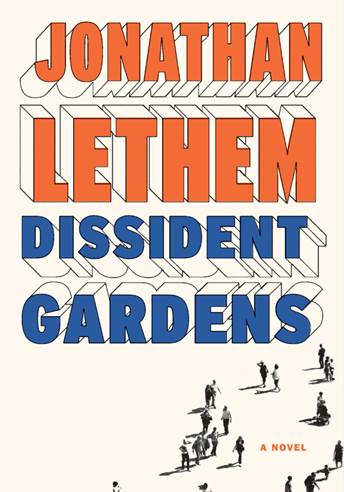 JONATHAN
LETHEM
DISSIDENT
GARDENS
A NOVEL